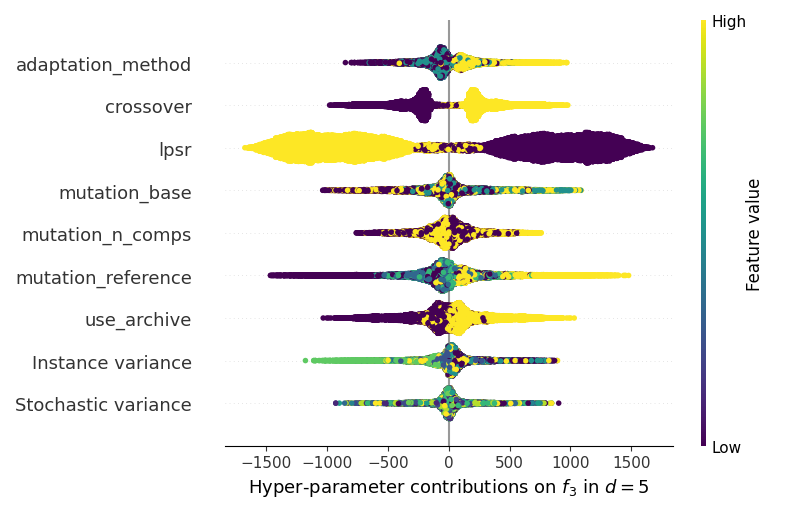 High
adaptation_method
crossover
lpsr
mutation_base
mutation_n_comps
mutation_reference
use_archive
Instance variance
Stochastic variance
Feature value
Low
−1500 −1000 −500 0 500 1000 1500
Hyper-parameter contributions on f₃ in d = 5